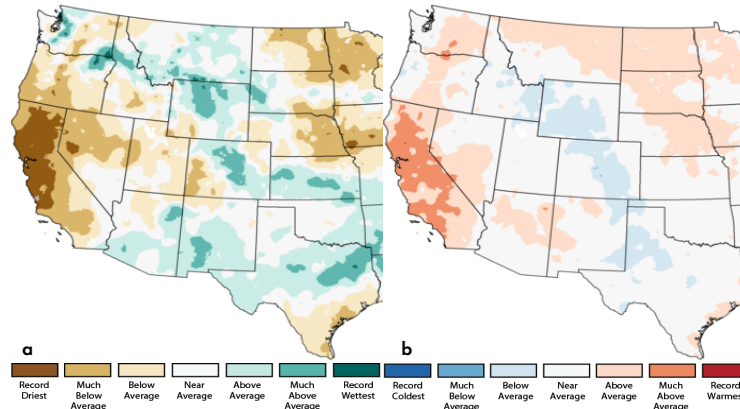 a
b
Record Driest
Much Below Average
Below Average
Near Average
Above Average
Much Above Average
Record Wettest
Record Coldest
Much Below Average
Below Average
Near Average
Above Average
Much Above Average
Record Warmes